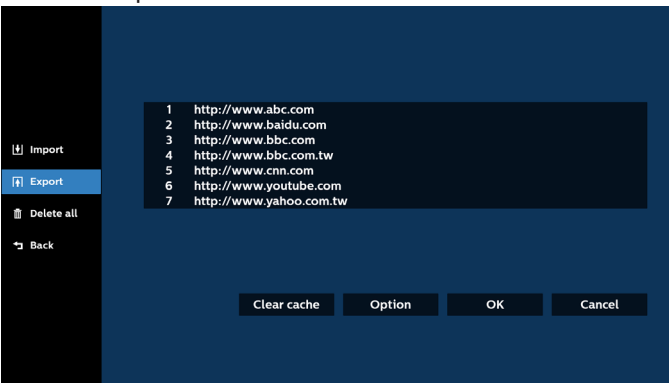 Import
Export
Delete all
Back
1 http://www.abc.com
2 http://www.baidu.com
3 http://www.bbc.com
4 http://www.bbc.com.tw
5 http://www.cnn.com
6 http://www.youtube.com
7 http://www.yahoo.com.tw
Clear cache Option OK Cancel